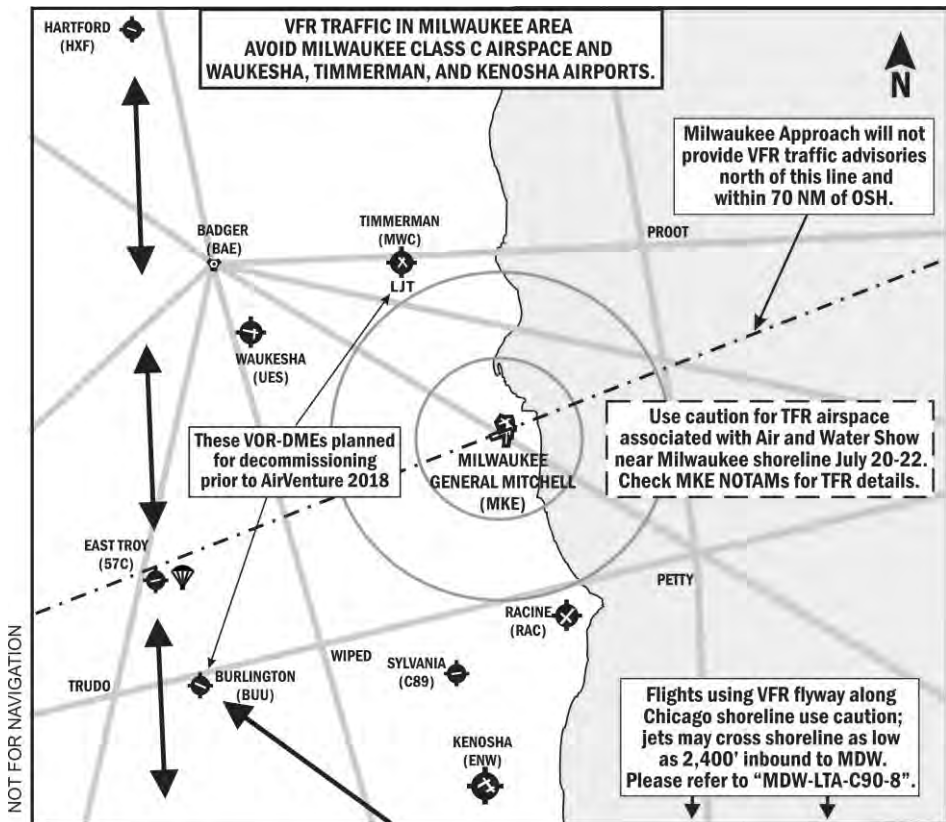 HARTFORD
(HXF)
VFR TRAFFIC IN MILWAUKEE AREA
AVOID MILWAUKEE CLASS C AIRSPACE AND
WAUKESHA, TIMMERMAN, AND KENOSHA AIRPORTS.
N
Milwaukee Approach will not
provide VFR traffic advisories
north of this line and
within 70 NM of OSH.
BADGER
(BAE)
TIMMERMAN
(MWC)
LJT
PROOT
WAUKESHA
(UES)
These VOR-DMEs planned
for decommissioning
prior to AirVenture 2018
MILWAUKEE
GENERAL MITCHELL
(MKE)
Use caution for TFR airspace
associated with Air and Water Show
near Milwaukee shoreline July 20-22.
Check MKE NOTAMs for TFR details.
EAST TROY
(57C)
PETTY
RACINE
(RAC)
WIPED
SYLVANIA
(C89)
TRUDO
BURLINGTON
(BUU)
KENOSHA
(ENW)
Flights using VFR flyway along
Chicago shoreline use caution;
jets may cross shoreline as low
as 2,400' inbound to MDW.
Please refer to “MDW-LTA-C90-8”.
NOT FOR NAVIGATION